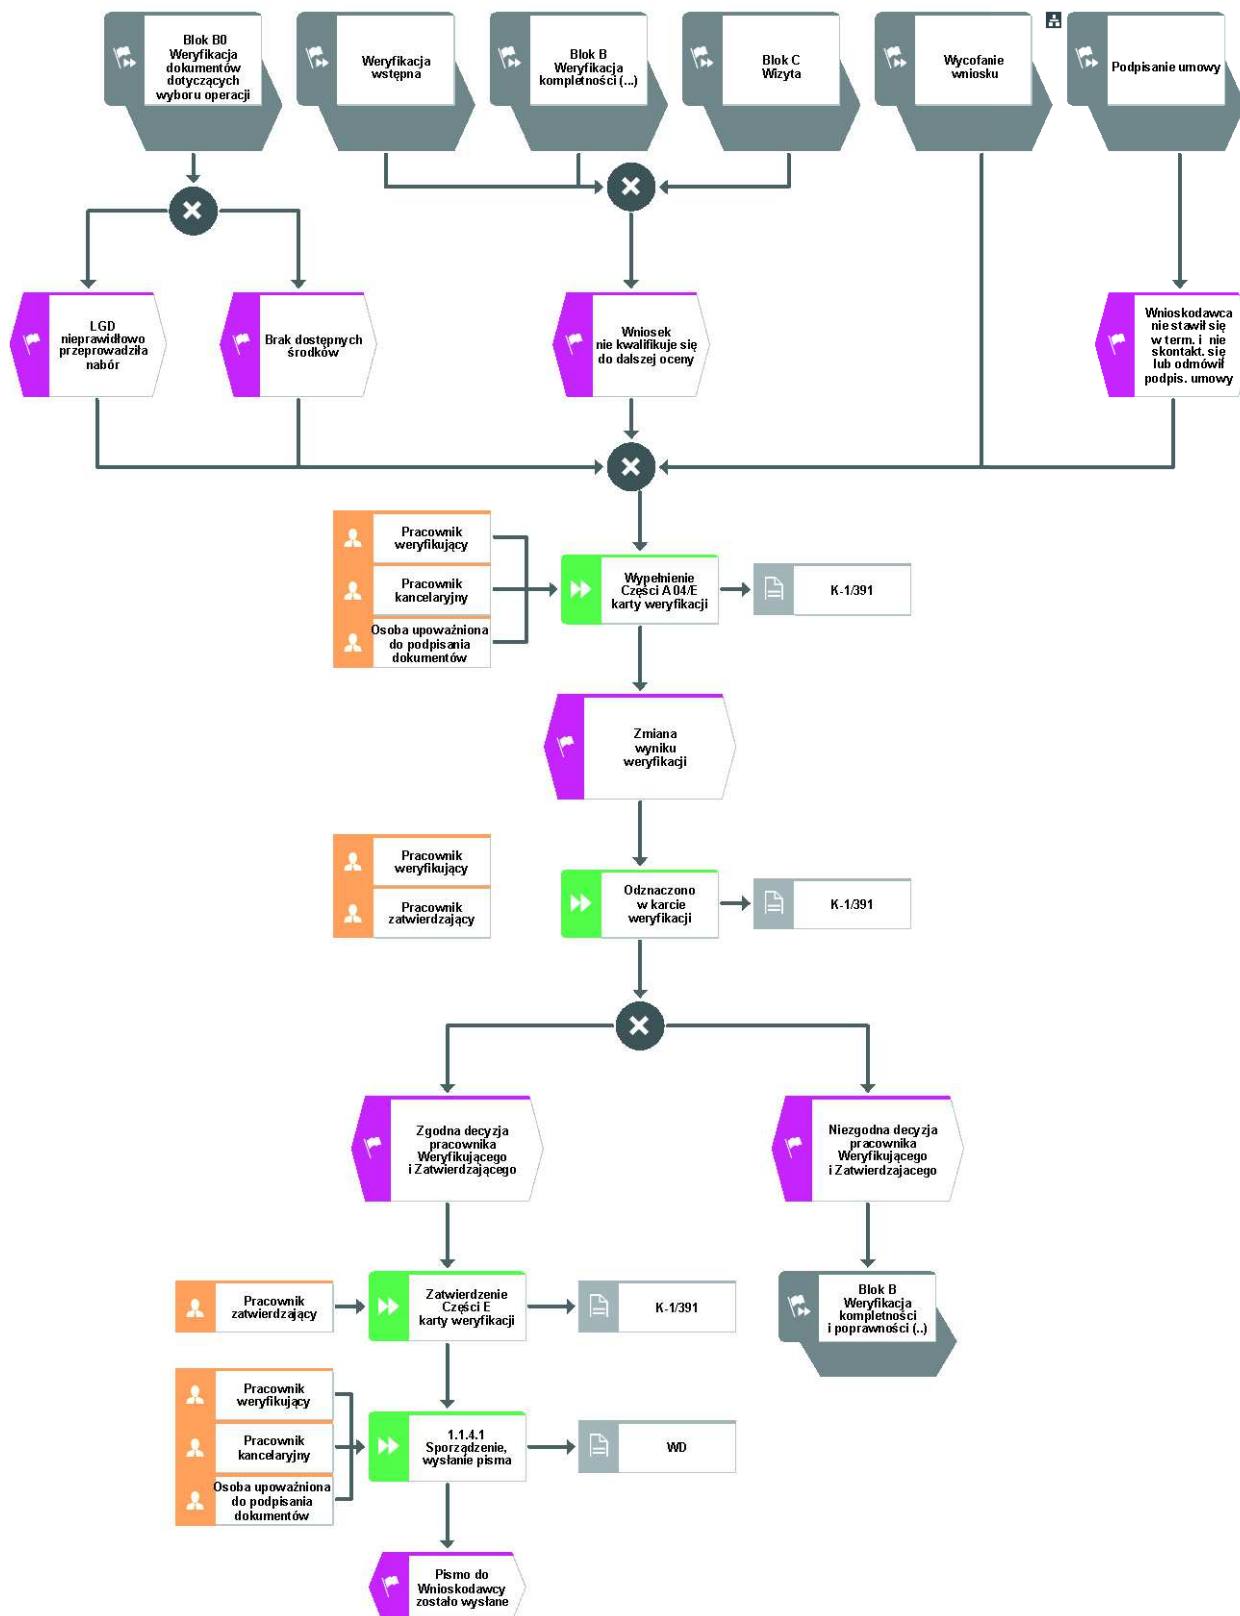 Blok B0
Weryfikacja
dokumentów
dotyczących
wyboru operacji
Weryfikacja
wstępna
Blok B
Weryfikacja
kompletności (...)
Blok C
Wizyta
Wycofanie
wniosku
Podpisanie umowy
LGD
nieprawidłowo
przeprowadziła
nabór
Brak dostępnych
środków
Wniosek
nie kwalifikuje się
do dalszej oceny
Wnioskodawca
nie stawił się
w term. i nie
skontakt. się
lub odmówił
podpis. umowy
Pracownik
weryfikujący
Pracownik
kancelaryjny
Osoba upoważniona
do podpisania
dokumentów
Wypełnienie
Części A 04/E
karty weryfikacji
K-1/391
Zmiana
wyniku
weryfikacji
Pracownik
weryfikujący
Pracownik
zatwierdzający
Odznaczono
w karcie
weryfikacji
K-1/391
Zgodna decyzja
pracownika
Weryfikującego
i Zatwierdzającego
Niezgodna decyzja
pracownika
Weryfikującego
i Zatwierdzajacego
Pracownik
zatwierdzający
Zatwierdzenie
Części E
karty weryfikacji
K-1/391
Blok B
Weryfikacja
kompletności
i poprawności (..)
Pracownik
weryfikujący
Pracownik
kancelaryjny
Osoba upoważniona
do podpisania
dokumentów
1.1.4.1
Sporządzenie,
wysłanie pisma
WD
Pismo do
Wnioskodawcy
zostało wysłane